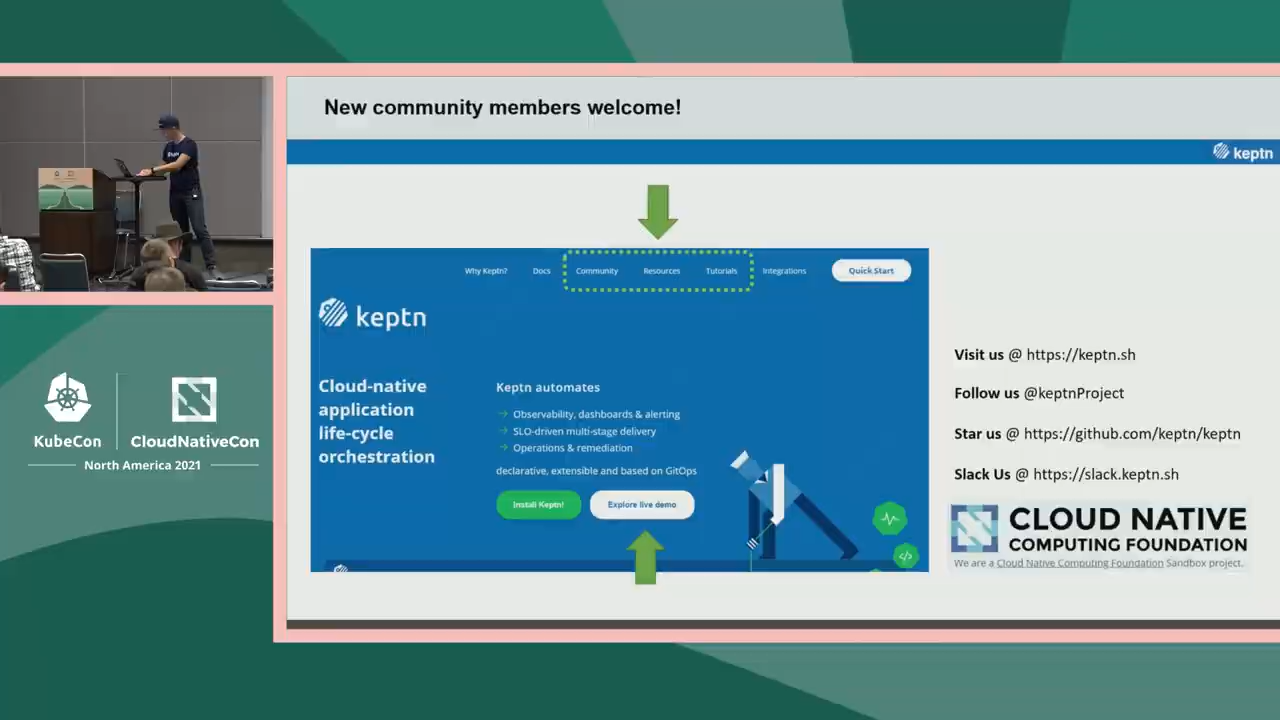 New community members welcome!
keptn
Why Keptn?
Docs
Community
Resources
Tutorials
Integrations
Quick Start
keptn
Cloud-native
application
life-cycle
orchestration
Keptn automates
Observability, dashboards & alerting
SLO-driven multi-stage delivery
Operations & remediation
declarative, extensible and based on GitOps
Install Keptn!
Explore live demo
Visit us @ https://keptn.sh
Follow us @keptnProject
Star us @ https://github.com/keptn/keptn
Slack Us @ https://slack.keptn.sh
CLOUD NATIVE
COMPUTING FOUNDATION
We are a Cloud Native Computing Foundation Sandbox project.
KubeCon
CloudNativeCon
North America 2021